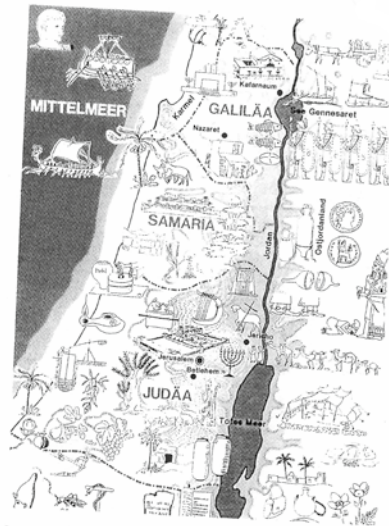 Kafarnaum
MITTELMEER
Karmel
GALILÄA
See Gennesaret
Nazaret
SAMARIA
Jordan
Ostjordanland
Jericho
Jerusalem
Betlehem
JUDÄA
Totes Meer